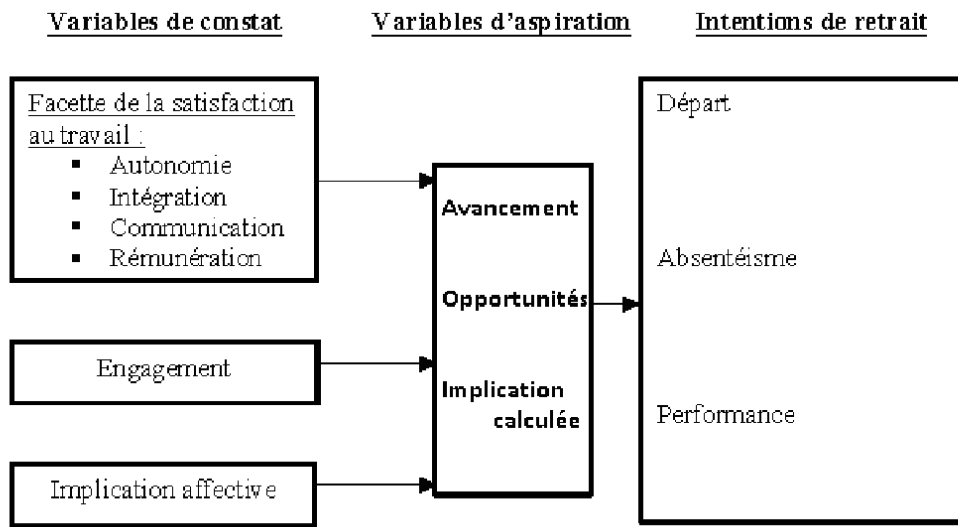 Variables de constat
Variables d'aspiration
Intentions de retrait
Facette de la satisfaction
au travail :
▪ Autonomie
▪ Intégration
▪ Communication
▪ Rémunération
Engagement
Implication affective
Avancement
Opportunités
Implication
calculée
Départ
Absentéisme
Performance